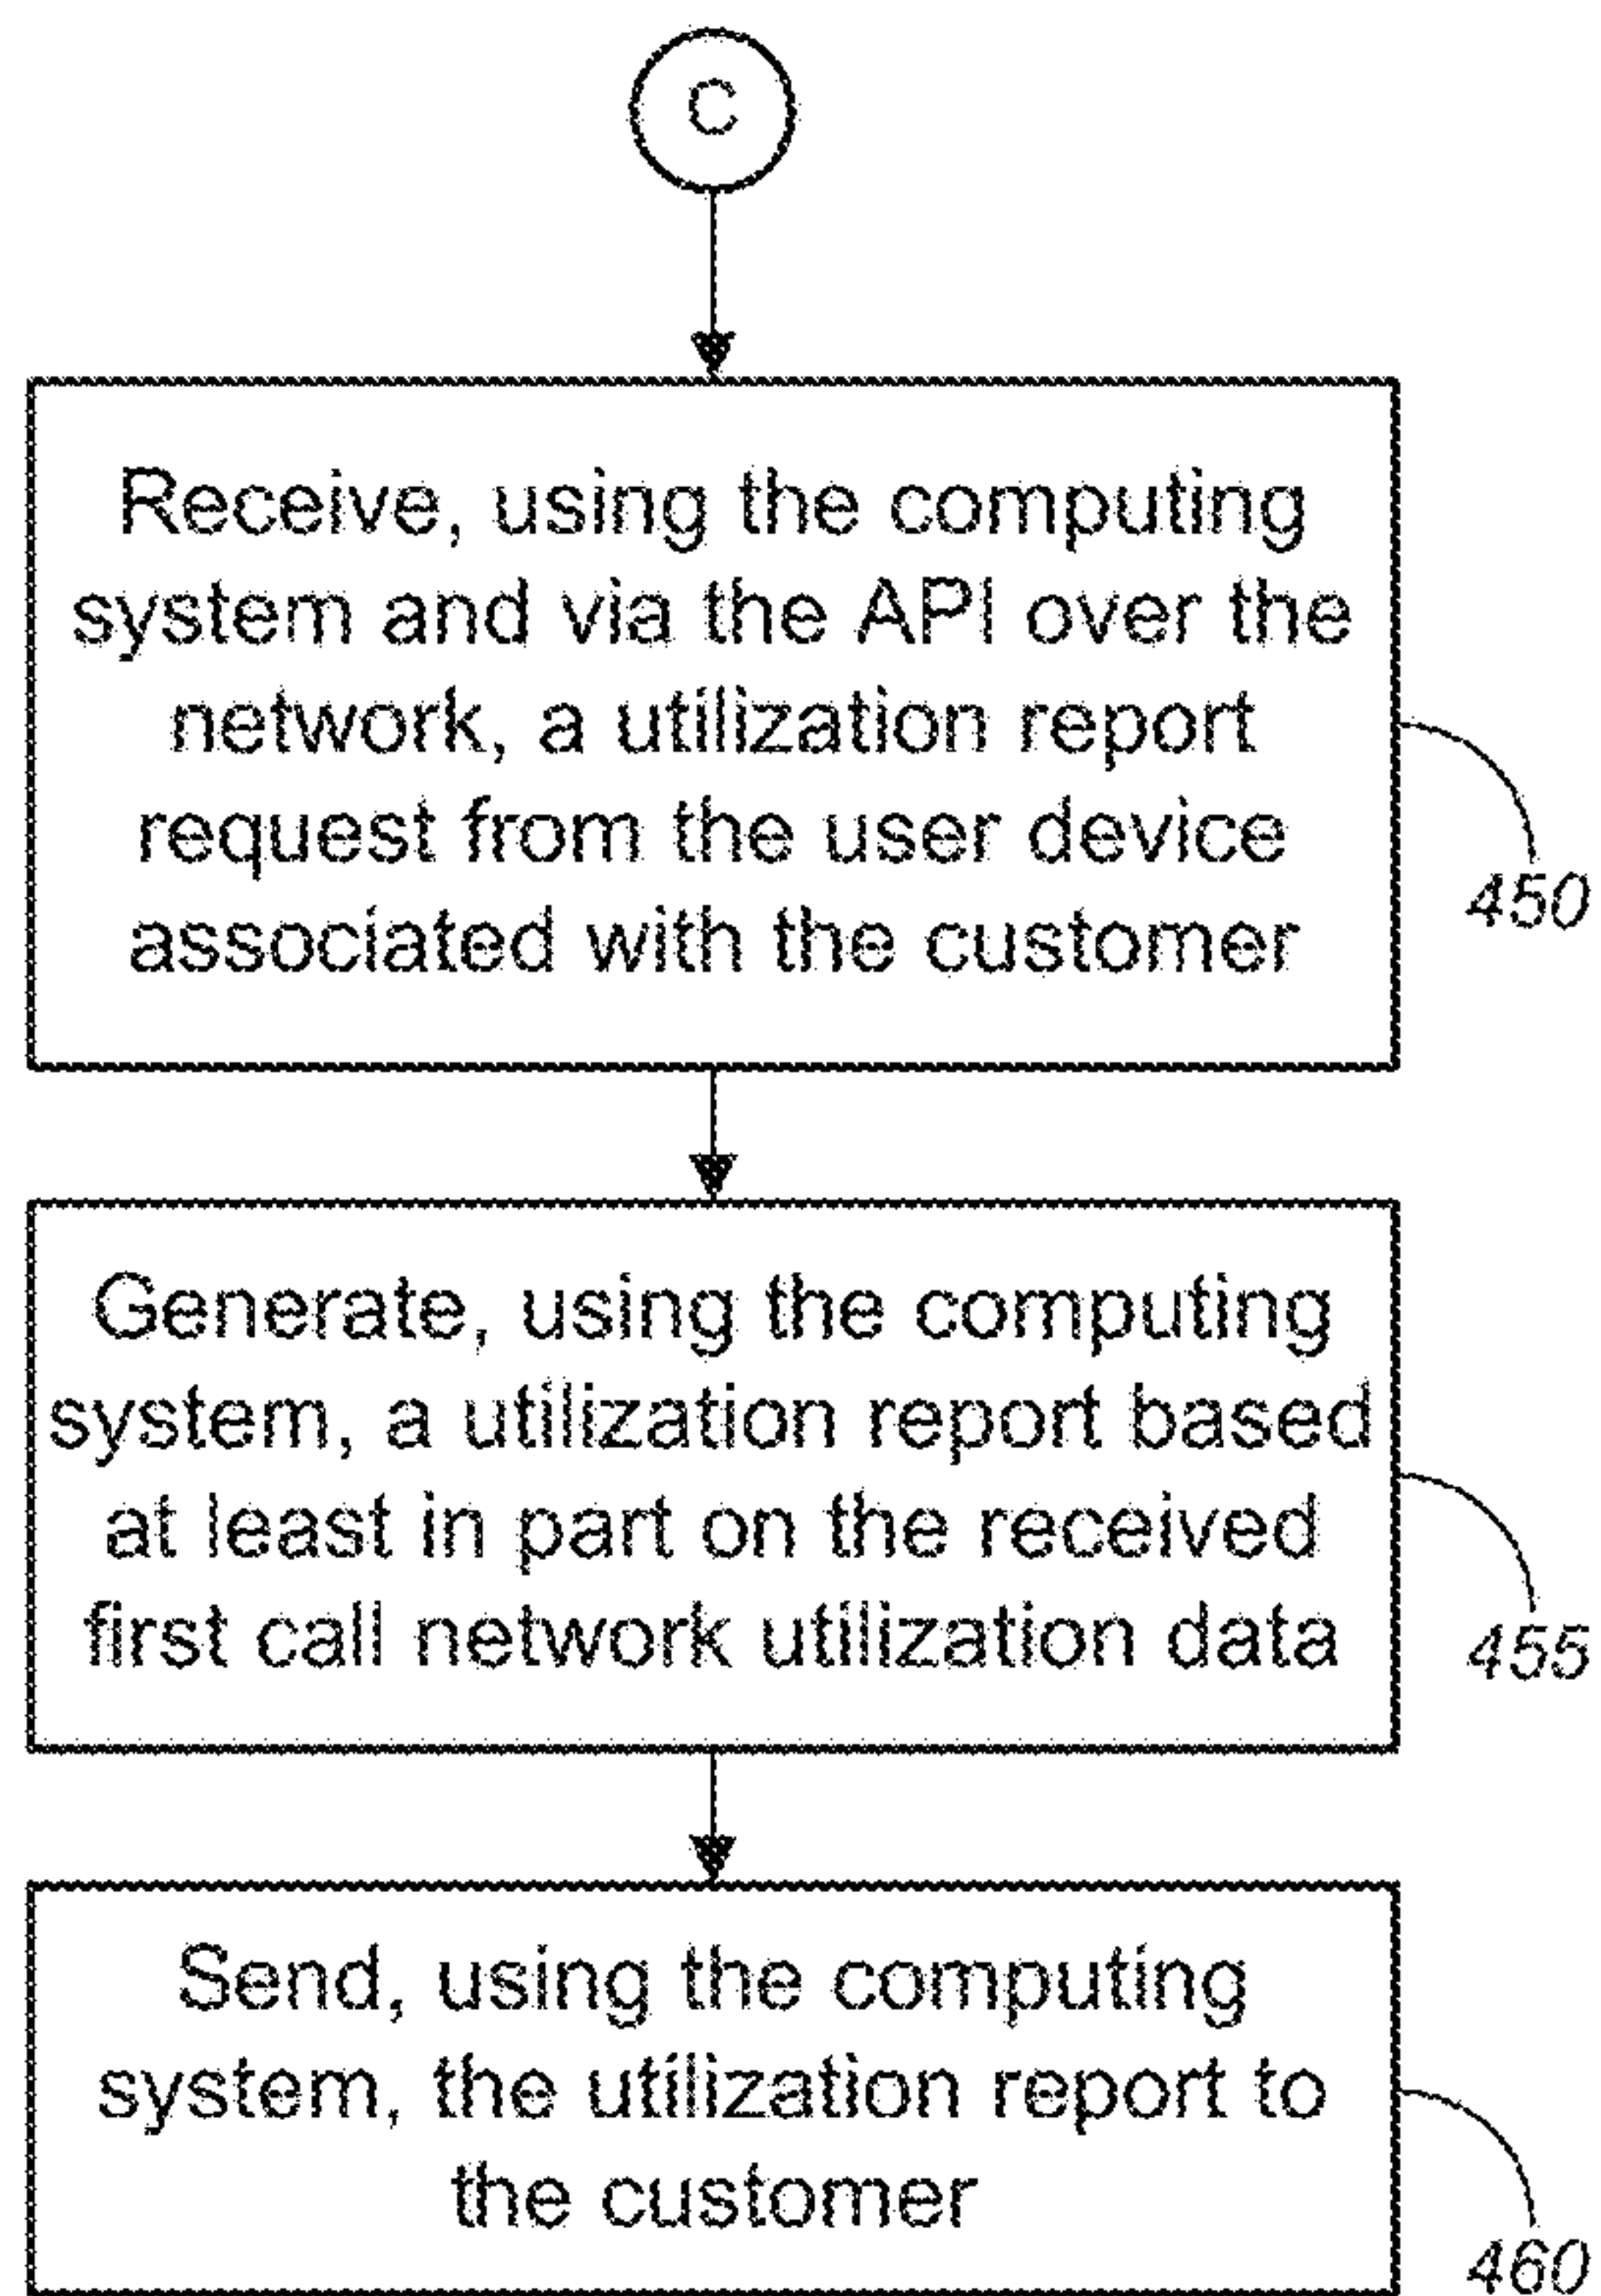 C
Receive, using the computing
system and via the API over the
network, a utilization report
request from the user device
associated with the customer
450
Generate, using the computing
system, a utilization report based
at least in part on the received
first call network utilization data
455
Send, using the computing
system, the utilization report to
the customer
460